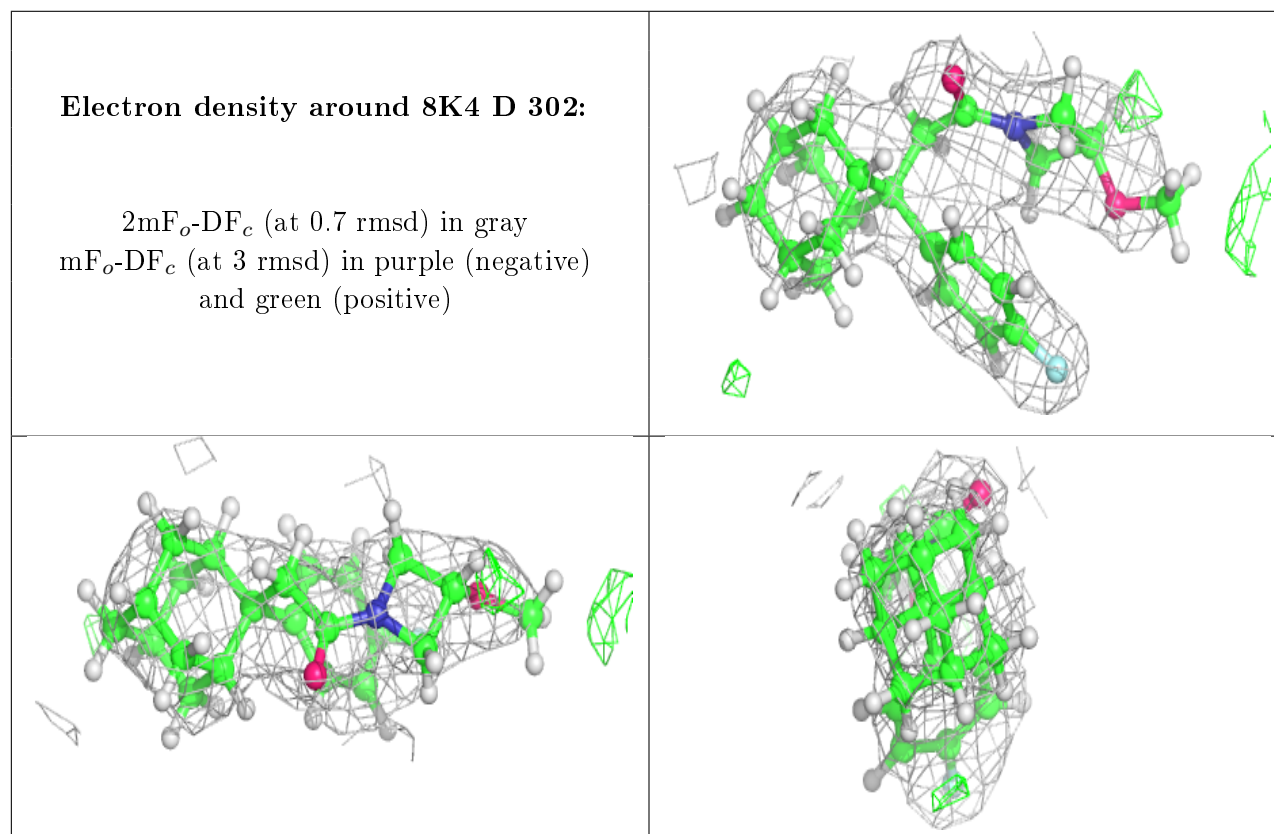 Electron density around 8K4 D 302:
2mFo-DFc (at 0.7 rmsd) in gray
mFo-DFc (at 3 rmsd) in purple (negative)
and green (positive)